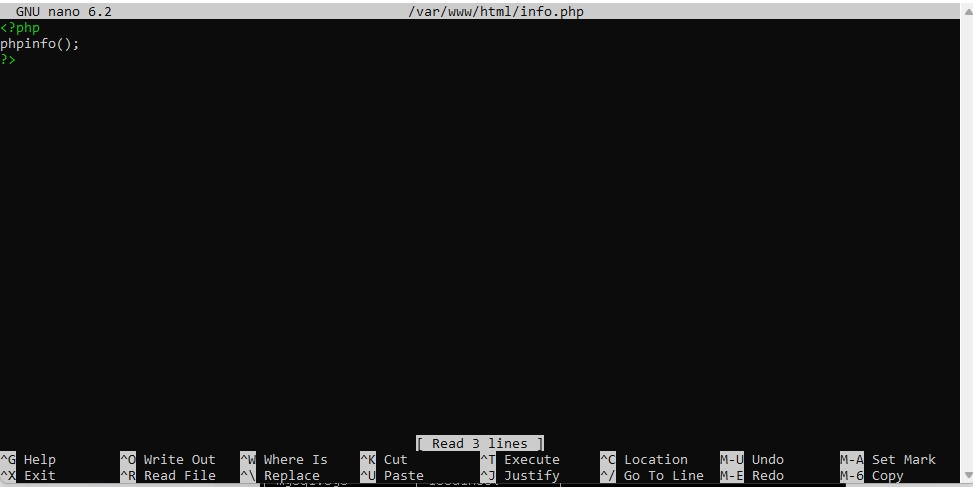 GNU nano 6.2 /var/www/html/info.php
<?php
phpinfo();
?>
[ Read 3 lines ]
^G Help ^O Write Out ^W Where Is ^K Cut ^T Execute ^C Location M-U Undo M-A Set Mark
^X Exit ^R Read File ^\ Replace ^U Paste ^J Justify ^/ Go To Line M-E Redo M-6 Copy